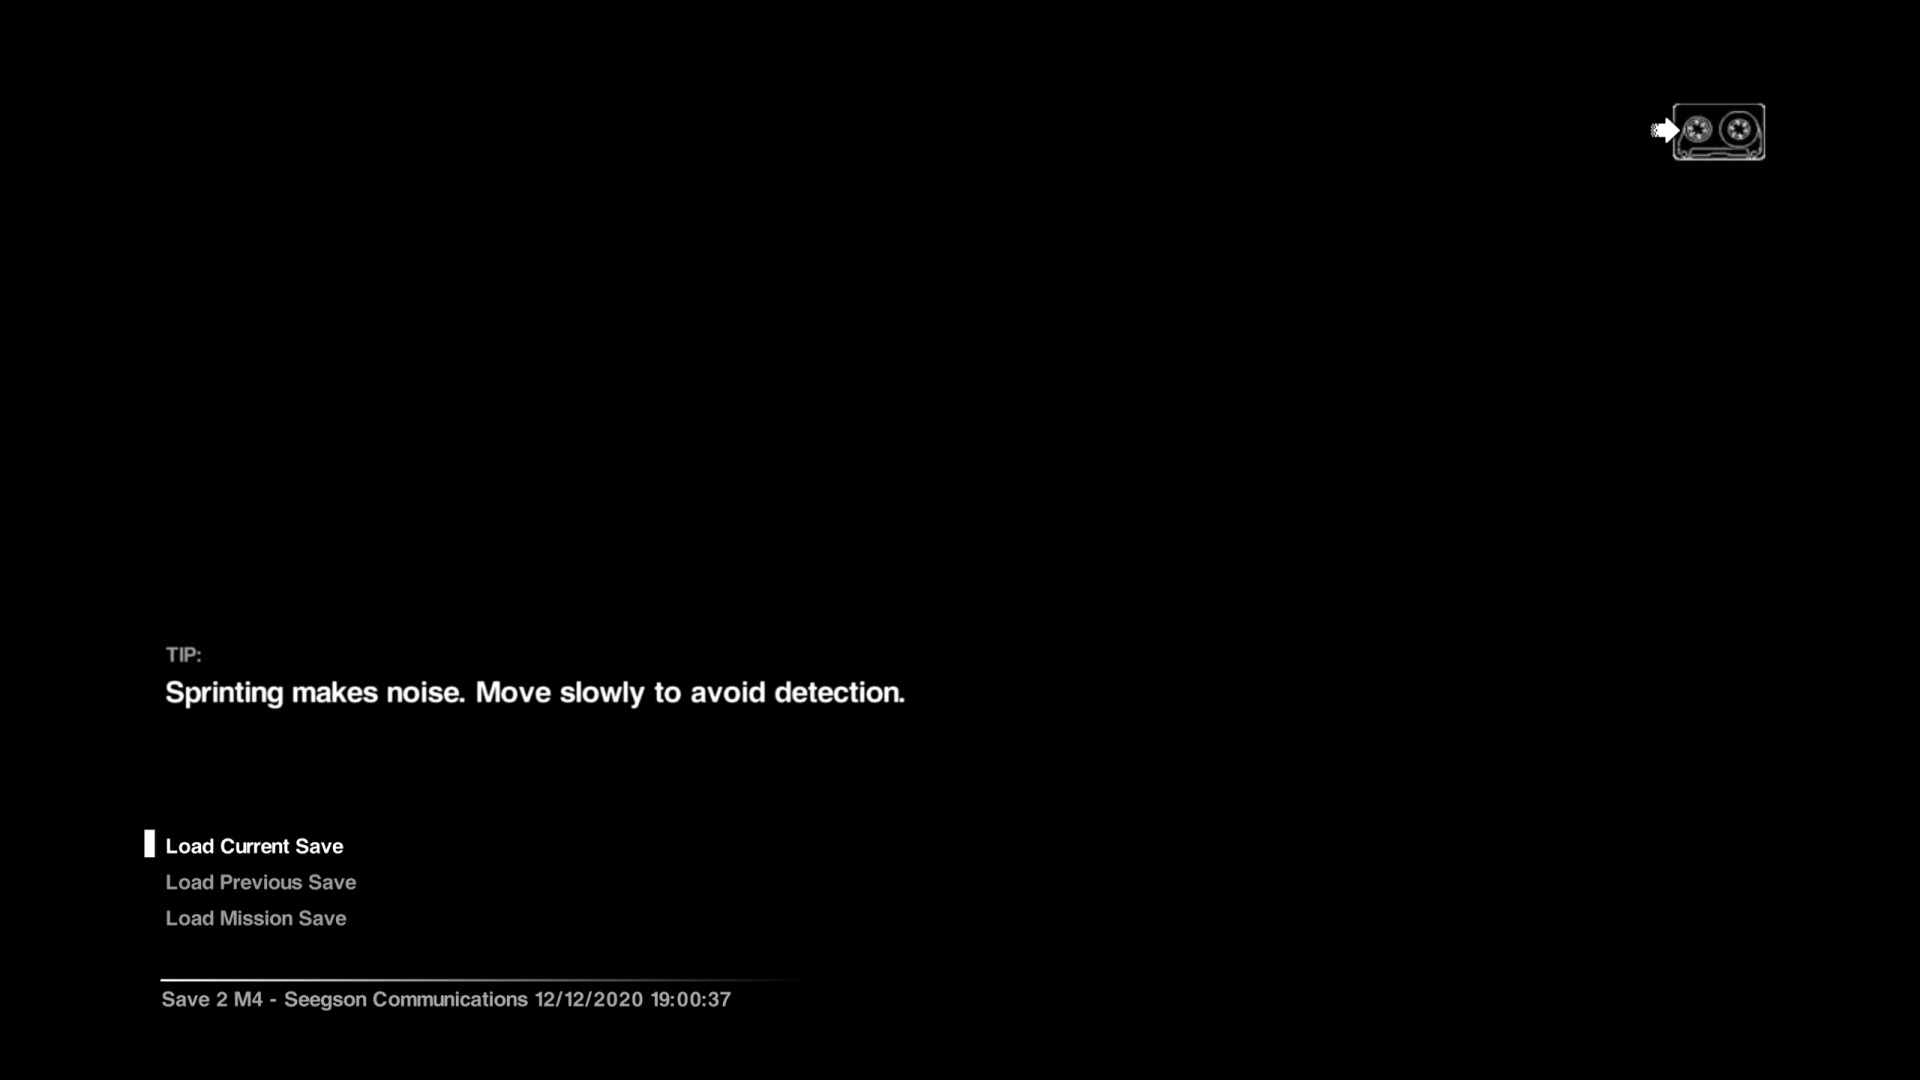 TIP:
Sprinting makes noise. Move slowly to avoid detection.
Load Current Save
Load Previous Save
Load Mission Save
Save 2 M4 - Seegson Communications 12/12/2020 19:00:37